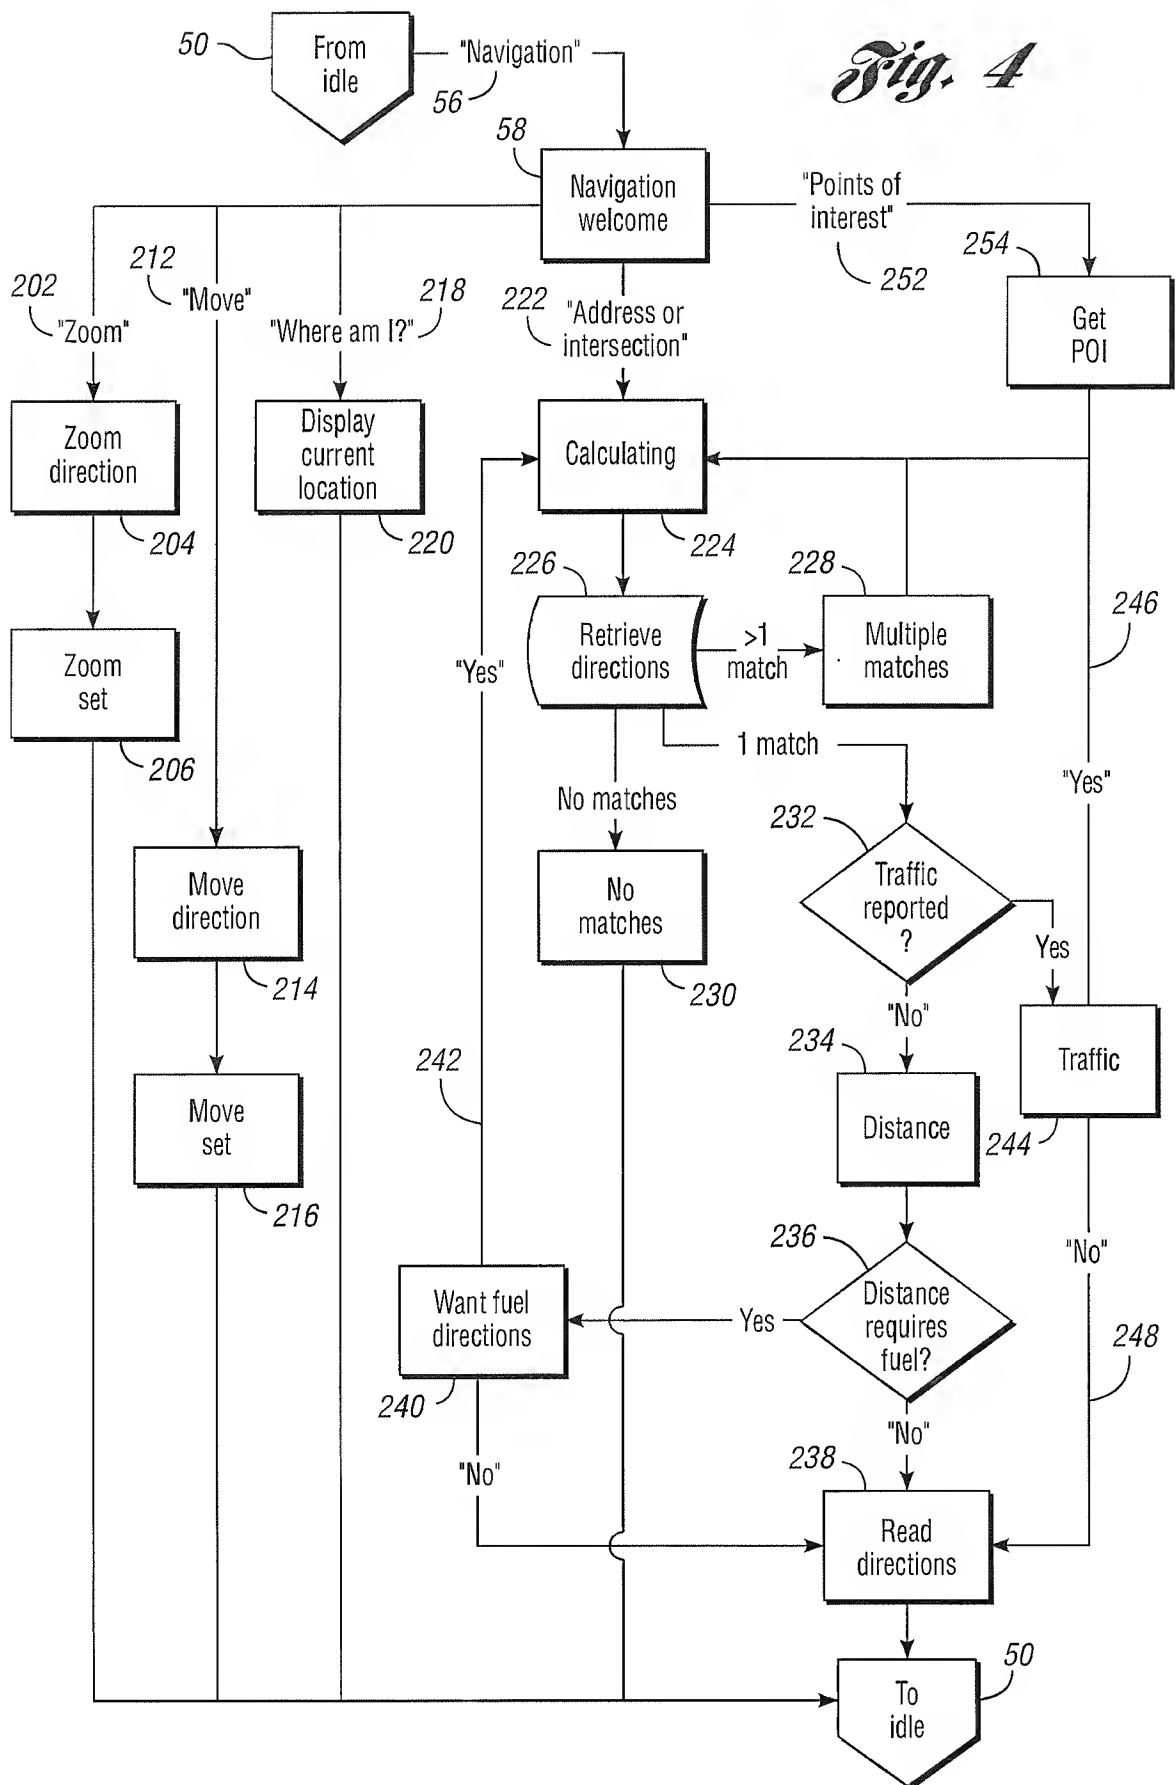 Fig. 4
50
From
idle
"Navigation"
56
58
Navigation
welcome
"Points of
interest"
252
254
Get
POI
202
"Zoom"
212
"Move"
218
"Where am I?"
222
"Address or
intersection"
Zoom
direction
204
Display
current
location
220
Calculating
224
226
Retrieve
directions
>1
match
228
Multiple
matches
246
Zoom
set
206
"Yes"
1 match
"Yes"
No matches
232
Traffic
reported
?
Yes
Move
direction
214
No
matches
230
"No"
234
Distance
Traffic
244
242
Move
set
216
236
Distance
requires
fuel?
Yes
"No"
Want fuel
directions
240
248
"No"
"No"
238
Read
directions
50
To
idle